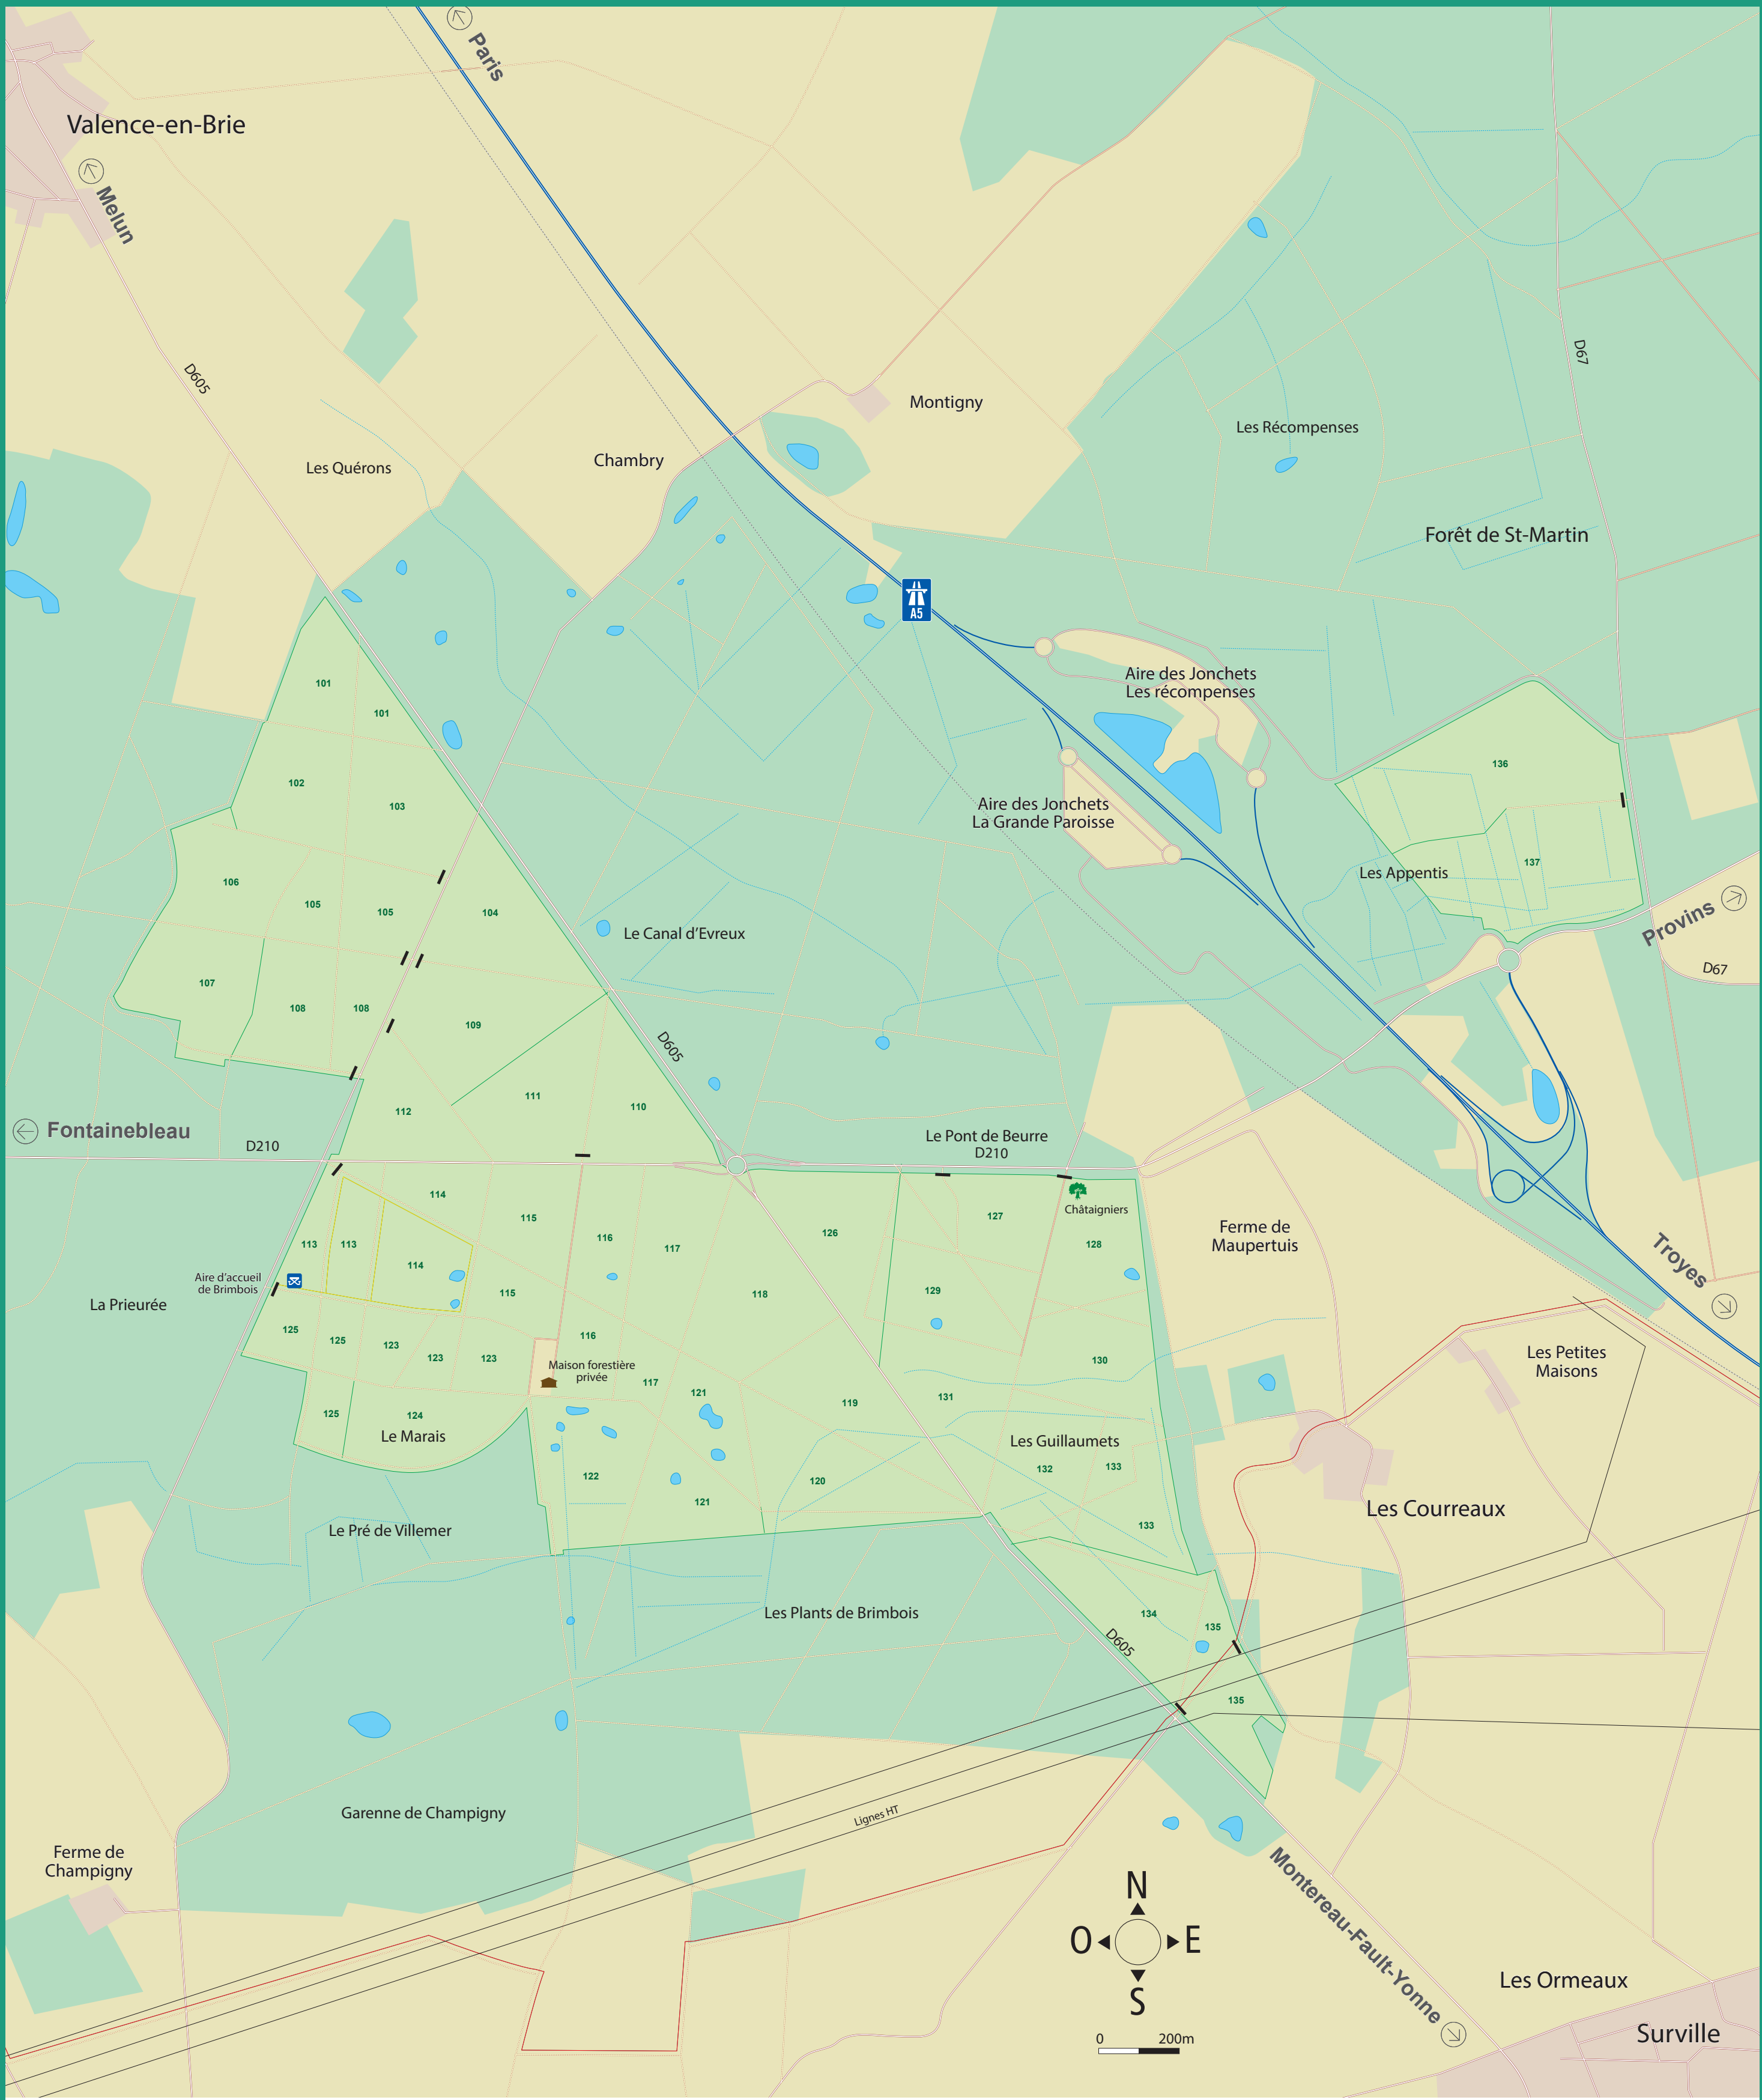 Paris
Valence-en-Brie
Melun
D605
D67
Montigny
Les Récompenses
Chambry
Les Quérons
Forêt de St-Martin
A5
Aire des Jonchets
Les récompenses
101
101
136
102
103
Aire des Jonchets
La Grande Paroisse
137
Les Appentis
106
105
105
104
Provins
Le Canal d’Evreux
D67
107
108
108
109
D605
111
110
112
Fontainebleau
D210
Le Pont de Beurre
D210
114
Châtaigniers
115
127
126
Ferme de
Maupertuis
113
113
116
117
128
114
Troyes
Aire d’accueil
de Brimbois
115
118
129
La Prieurée
125
125
116
123
123
123
Les Petites
Maisons
130
Maison forestière
privée
117
121
131
119
125
124
Le Marais
Les Guillaumets
132
133
122
120
121
Les Courreaux
133
Le Pré de Villemer
Les Plants de Brimbois
134
135
D605
135
Garenne de Champigny
Lignes HT
Ferme de
Champigny
N
O
E
S
Montereau-Fault-Yonne
Les Ormeaux
Surville
0
200m